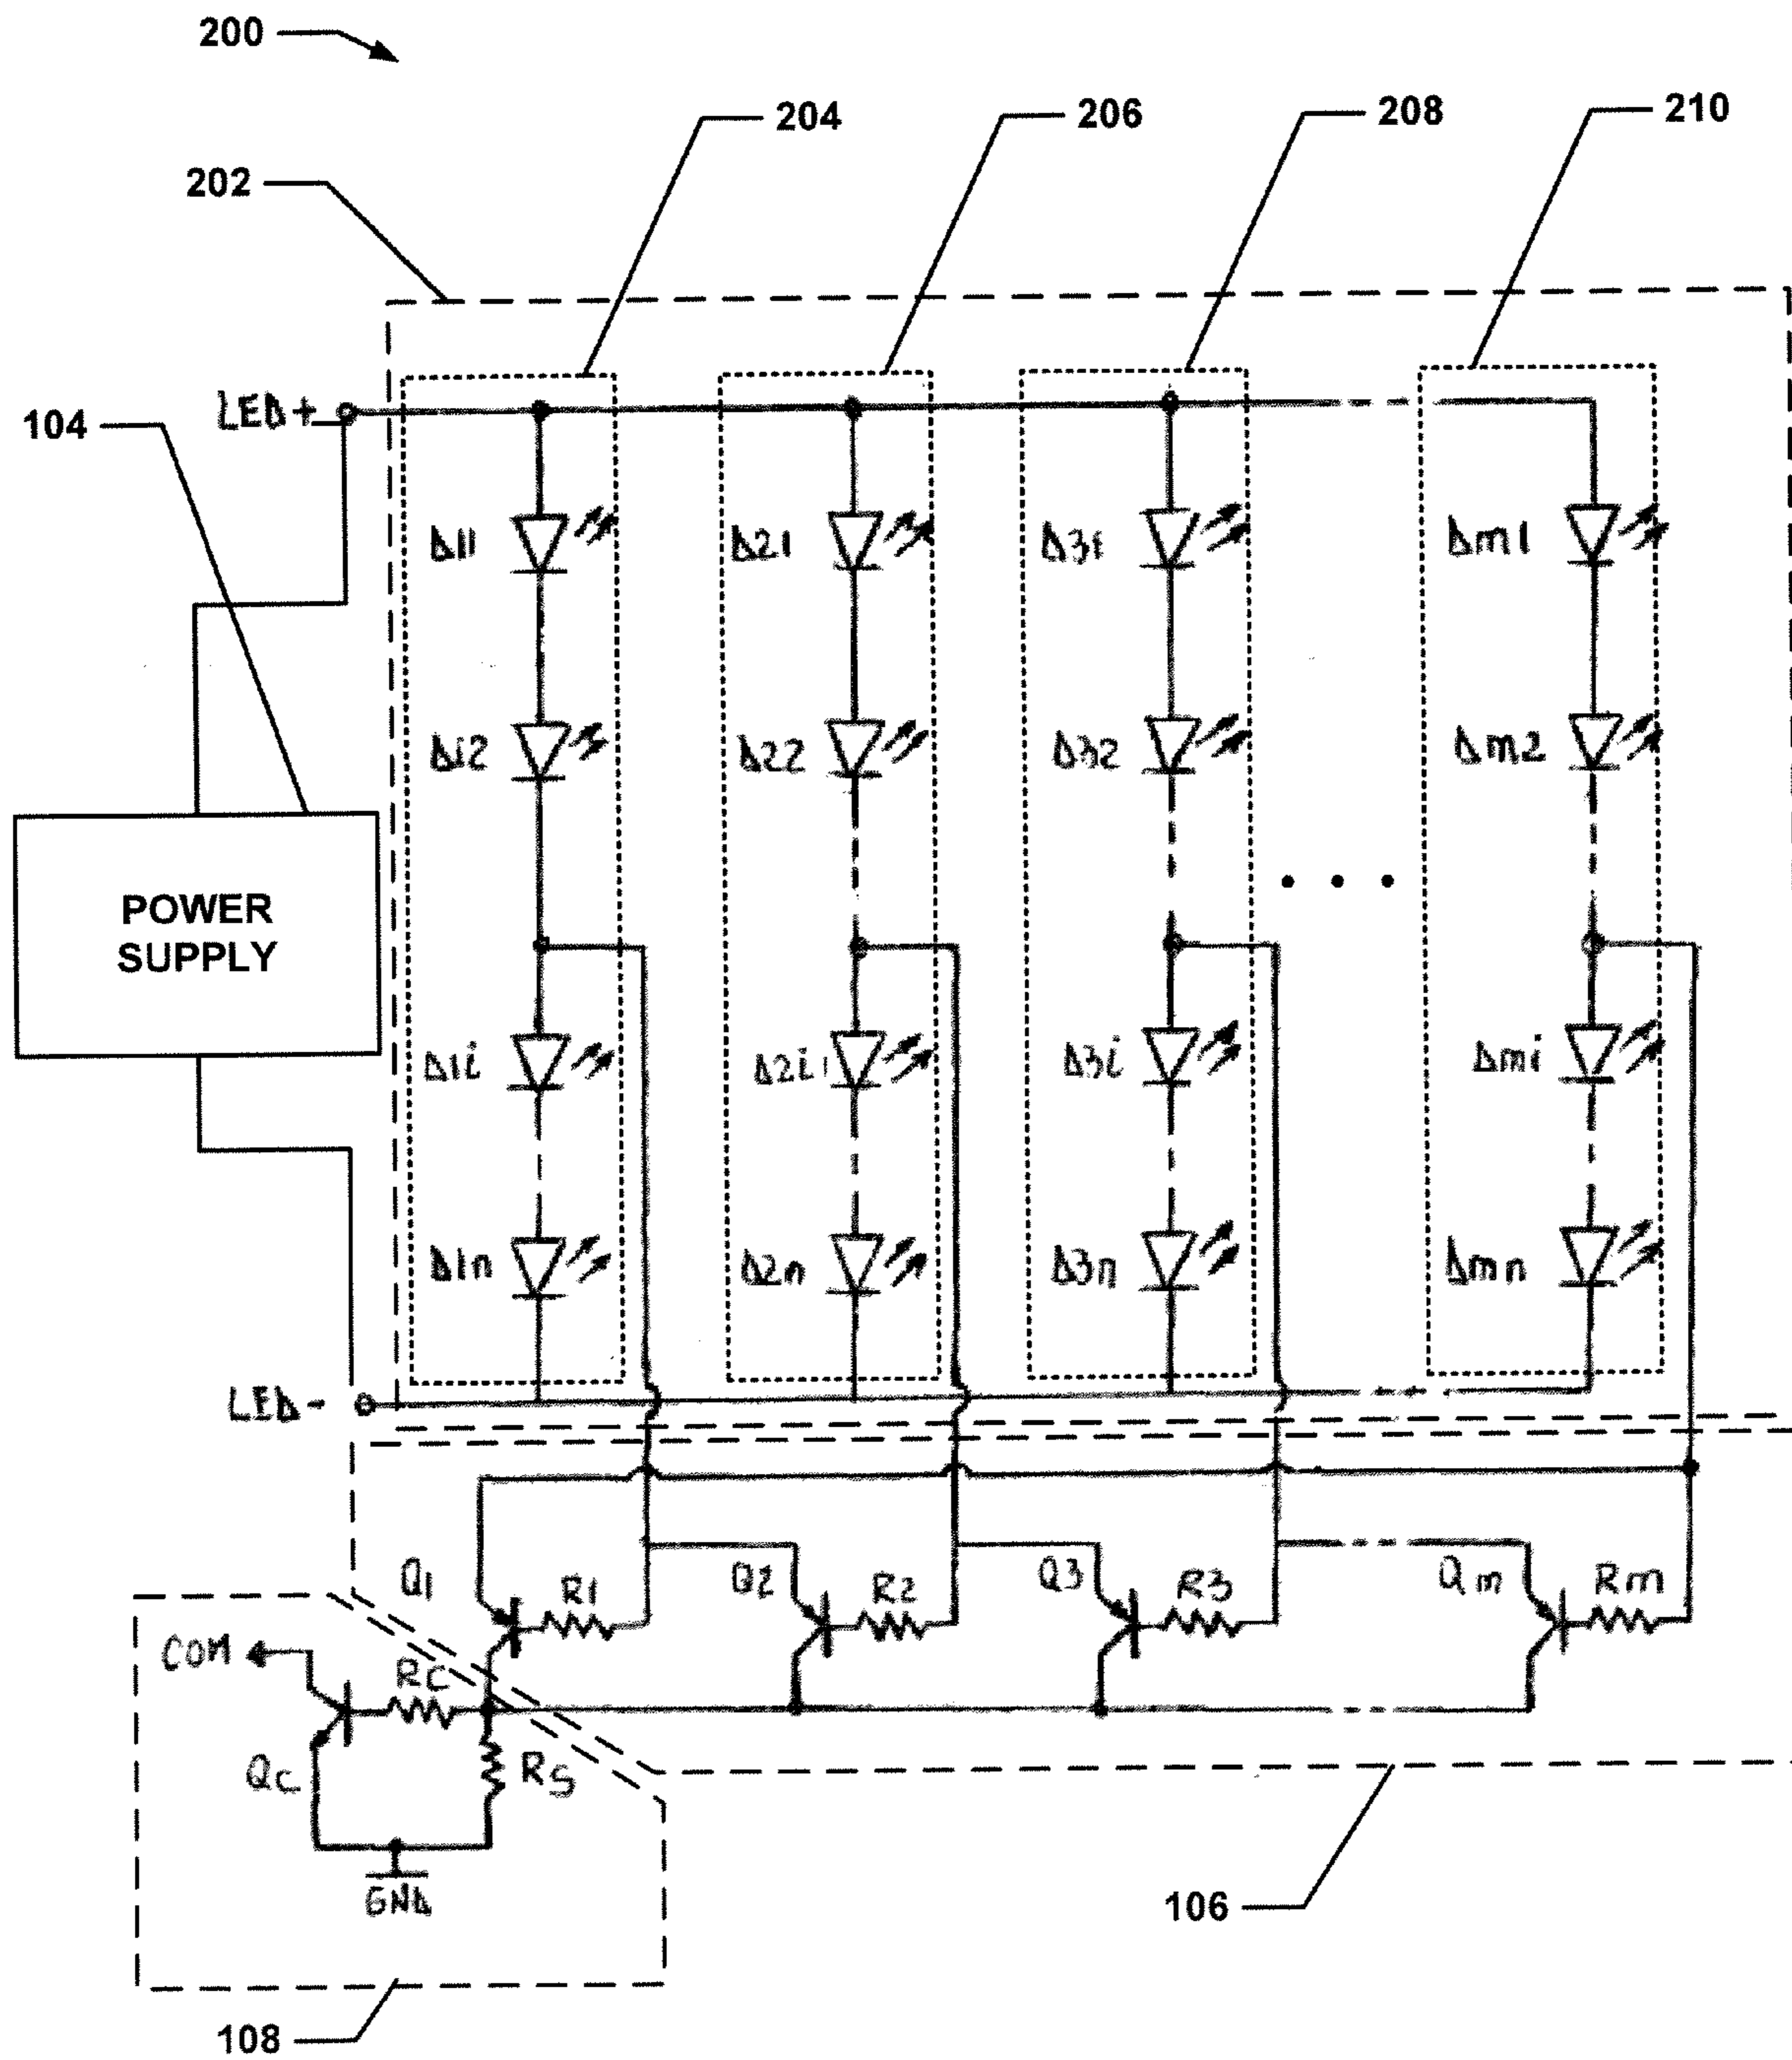 200
204
206
208
210
202
LED+
104
D11
D21
D31
Dm1
Di2
D22
D32
Dm2
POWER
SUPPLY
D1i
D2i
D3i
Dmi
D1n
D2n
D3n
Dmn
LED-
Q1
R1
Q2
R2
Q3
R3
Qm
Rm
COM
Rc
Qc
Rs
GND
106
108